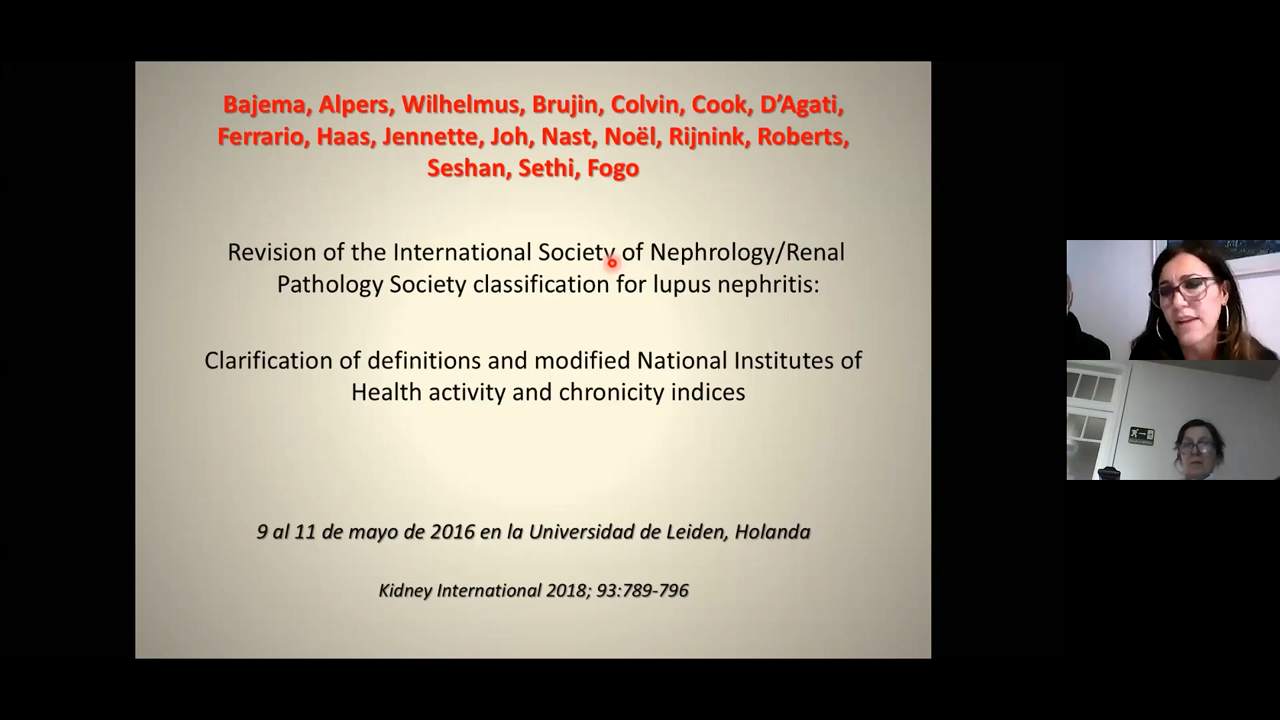 Bajema, Alpers, Wilhelmus, Brujin, Colvin, Cook, D’Agati,
Ferrario, Haas, Jennette, Joh, Nast, Noël, Rijnink, Roberts,
Seshan, Sethi, Fogo
Revision of the International Society of Nephrology/Renal
Pathology Society classification for lupus nephritis:
Clarification of definitions and modified National Institutes of
Health activity and chronicity indices
9 al 11 de mayo de 2016 en la Universidad de Leiden, Holanda
Kidney International 2018; 93:789-796